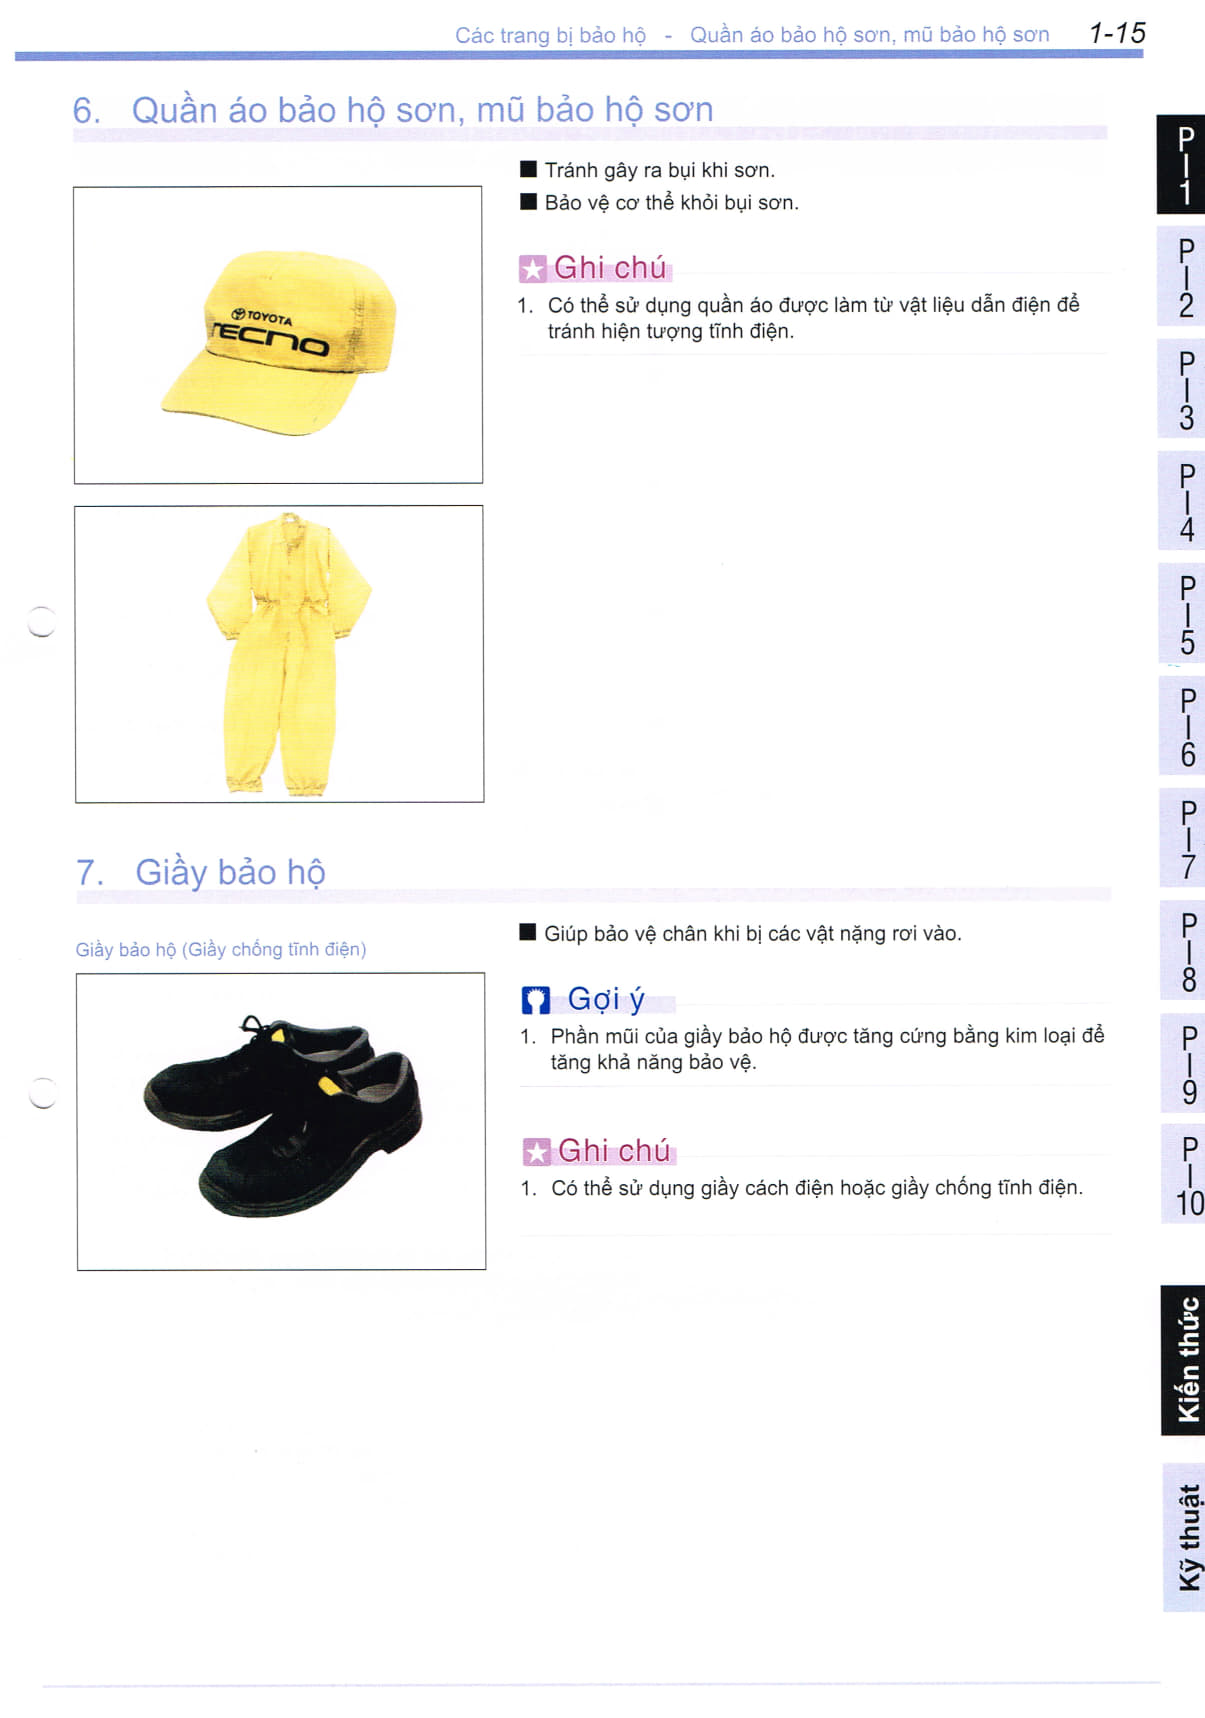 Các trang bị bảo hộ - Quần áo bảo hộ sơn, mũ bảo hộ sơn 1-15
6. Quần áo bảo hộ sơn, mũ bảo hộ sơn
■ Tránh gây ra bụi khi sơn.
■ Bảo vệ cơ thể khỏi bụi sơn.
Ghi chú
1. Có thể sử dụng quần áo được làm từ vật liệu dẫn điện để
tránh hiện tượng tĩnh điện.
TOYOTA
TECNO
7. Giầy bảo hộ
Giầy bảo hộ (Giầy chống tĩnh điện)
■ Giúp bảo vệ chân khi bị các vật nặng rơi vào.
Gợi ý
1. Phần mũi của giầy bảo hộ được tăng cứng bằng kim loại để
tăng khả năng bảo vệ.
Ghi chú
1. Có thể sử dụng giầy cách điện hoặc giầy chống tĩnh điện.
P-1
P-2
P-3
P-4
P-5
P-6
P-7
P-8
P-9
P-10
Kiến thức
Kỹ thuật